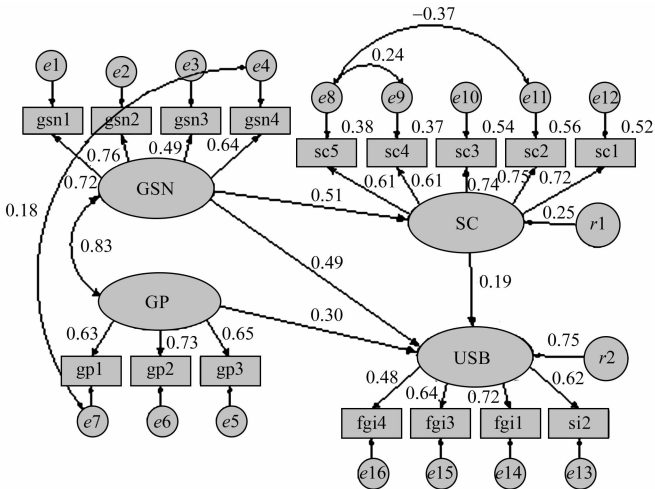 −0.37
0.24
e1 e2 e3 e4 e8 e9 e10 e11 e12
0.38 0.37 0.54 0.56 0.52
gsn1 gsn2 gsn3 gsn4
sc5 sc4 sc3 sc2 sc1
0.76 0.49 0.64
0.72 0.61 0.61 0.74 0.75 0.72
GSN
0.51
0.18
SC
0.25
r1
0.83
0.49
0.19
GP
0.30
0.63 0.73 0.65
USB
0.75
r2
gp1 gp2 gp3
0.48 0.64 0.72 0.62
e7 e6 e5
fgi4 fgi3 fgi1 si2
e16 e15 e14 e13